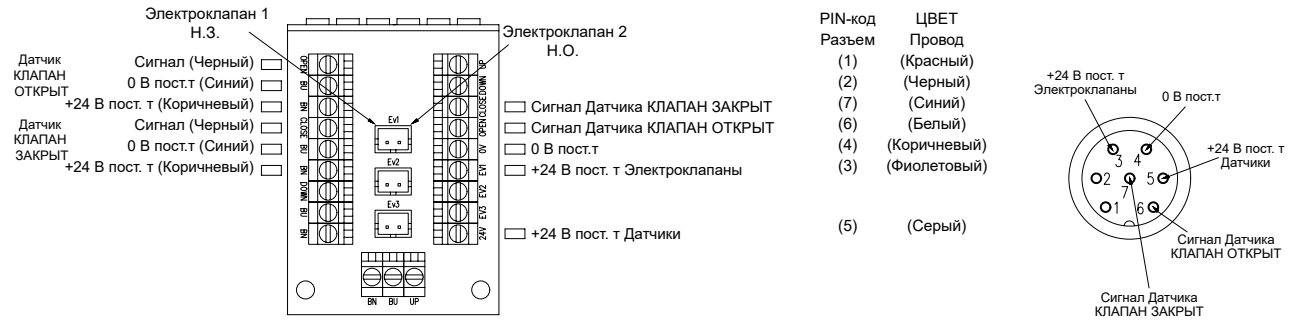 Электроклапан 1
Н.З.
Электроклапан 2
Н.О.
Датчик
КЛАПАН
ОТКРЫТ
Сигнал (Черный)
0 В пост.т (Синий)
+24 В пост. т (Коричневый)
Датчик
КЛАПАН
ЗАКРЫТ
Сигнал (Черный)
0 В пост.т (Синий)
+24 В пост. т (Коричневый)
OPEN
BU
BN
CLOSE
BU
BN
DOWN
BU
BN
Ev1
Ev2
Ev3
BN BU UP
UP
DOWN
CLOSE
OPEN
0V
EV1
EV2
EV3
24V
Сигнал Датчика КЛАПАН ЗАКРЫТ
Сигнал Датчика КЛАПАН ОТКРЫТ
0 В пост.т
+24 В пост. т Электроклапаны
+24 В пост. т Датчики
PIN-код ЦВЕТ
Разъем Провод
(1) (Красный)
(2) (Черный)
(7) (Синий)
(6) (Белый)
(4) (Коричневый)
(3) (Фиолетовый)
(5) (Серый)
+24 В пост. т
Электроклапаны
0 В пост.т
+24 В пост. т
Датчики
3 4
2 5
7
1 6
Сигнал Датчика
КЛАПАН ОТКРЫТ
Сигнал Датчика
КЛАПАН ЗАКРЫТ